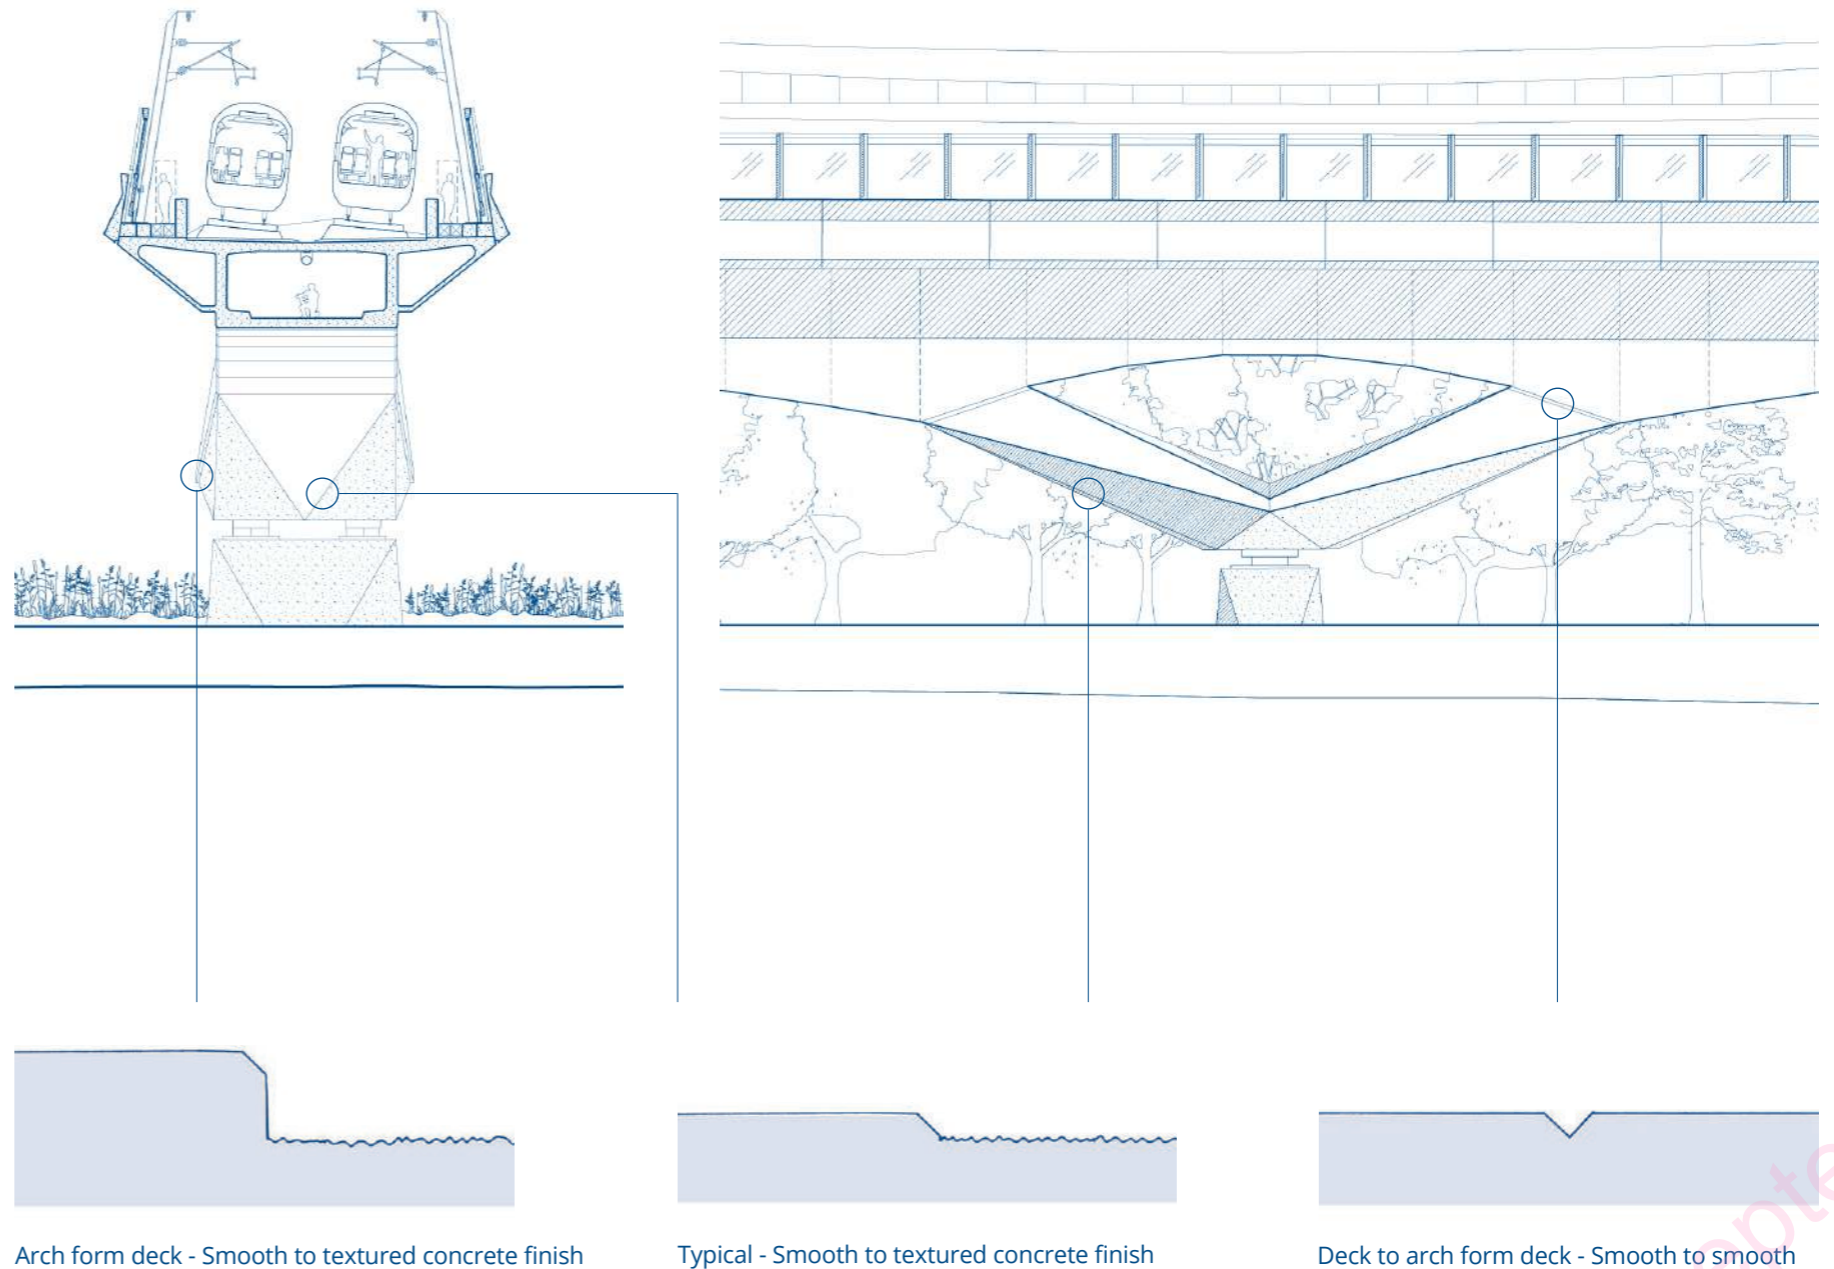 Arch form deck - Smooth to textured concrete finish
Typical - Smooth to textured concrete finish
Deck to arch form deck - Smooth to smooth